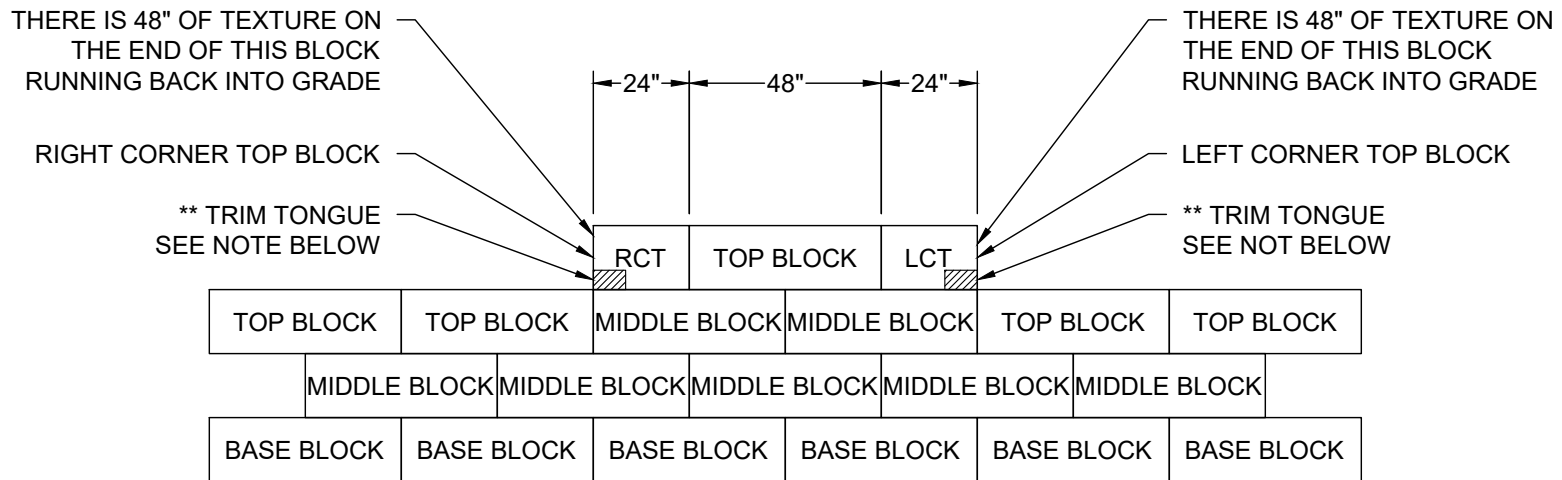 THERE IS 48" OF TEXTURE ON
THE END OF THIS BLOCK
RUNNING BACK INTO GRADE
THERE IS 48" OF TEXTURE ON
THE END OF THIS BLOCK
RUNNING BACK INTO GRADE
24"
48"
24"
RIGHT CORNER TOP BLOCK
LEFT CORNER TOP BLOCK
** TRIM TONGUE
SEE NOTE BELOW
** TRIM TONGUE
SEE NOT BELOW
RCT
TOP BLOCK
LCT
TOP BLOCK
TOP BLOCK
MIDDLE BLOCK
MIDDLE BLOCK
TOP BLOCK
TOP BLOCK
MIDDLE BLOCK
MIDDLE BLOCK
MIDDLE BLOCK
MIDDLE BLOCK
MIDDLE BLOCK
BASE BLOCK
BASE BLOCK
BASE BLOCK
BASE BLOCK
BASE BLOCK
BASE BLOCK